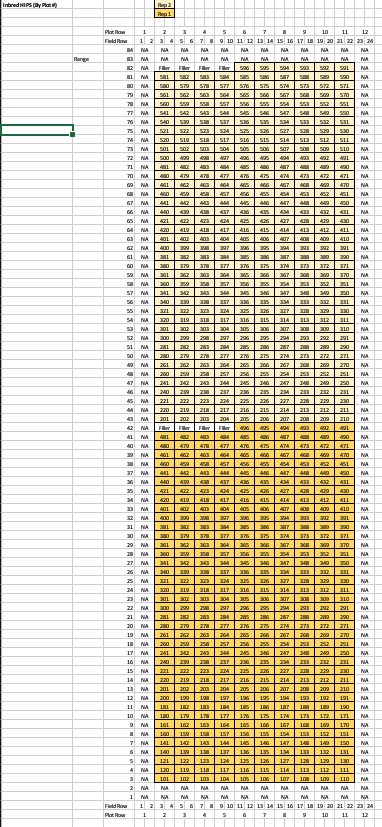 Inbred HIPS (By Plot #) Rep 2
Rep 1
Plot Row 1 2 3 4 5 6 7 8 9 10 11 12
Field Row 1 2 3 4 5 6 7 8 9 10 11 12 13 14 15 16 17 18 19 20 21 22 23 24
84 NA NA NA NA NA NA NA NA NA NA NA NA
Range 83 NA NA NA NA NA NA NA NA NA NA NA NA
82 NA Filler Filler Filler Filler 596 595 594 593 592 591 NA
81 NA 581 582 583 584 585 586 587 588 589 590 NA
80 NA 580 579 578 577 576 575 574 573 572 571 NA
79 NA 561 562 563 564 565 566 567 568 569 570 NA
78 NA 560 559 558 557 556 555 554 553 552 551 NA
77 NA 541 542 543 544 545 546 547 548 549 550 NA
76 NA 540 539 538 537 536 535 534 533 532 531 NA
75 NA 521 522 523 524 525 526 527 528 529 530 NA
74 NA 520 519 518 517 516 515 514 513 512 511 NA
73 NA 501 502 503 504 505 506 507 508 509 510 NA
72 NA 500 499 498 497 496 495 494 493 492 491 NA
71 NA 481 482 483 484 485 486 487 488 489 490 NA
70 NA 480 479 478 477 476 475 474 473 472 471 NA
69 NA 461 462 463 464 465 466 467 468 469 470 NA
68 NA 460 459 458 457 456 455 454 453 452 451 NA
67 NA 441 442 443 444 445 446 447 448 449 450 NA
66 NA 440 439 438 437 436 435 434 433 432 431 NA
65 NA 421 422 423 424 425 426 427 428 429 430 NA
64 NA 420 419 418 417 416 415 414 413 412 411 NA
63 NA 401 402 403 404 405 406 407 408 409 410 NA
62 NA 400 399 398 397 396 395 394 393 392 391 NA
61 NA 381 382 383 384 385 386 387 388 389 390 NA
60 NA 380 379 378 377 376 375 374 373 372 371 NA
59 NA 361 362 363 364 365 366 367 368 369 370 NA
58 NA 360 359 358 357 356 355 354 353 352 351 NA
57 NA 341 342 343 344 345 346 347 348 349 350 NA
56 NA 340 339 338 337 336 335 334 333 332 331 NA
55 NA 321 322 323 324 325 326 327 328 329 330 NA
54 NA 320 319 318 317 316 315 314 313 312 311 NA
53 NA 301 302 303 304 305 306 307 308 309 310 NA
52 NA 300 299 298 297 296 295 294 293 292 291 NA
51 NA 281 282 283 284 285 286 287 288 289 290 NA
50 NA 280 279 278 277 276 275 274 273 272 271 NA
49 NA 261 262 263 264 265 266 267 268 269 270 NA
48 NA 260 259 258 257 256 255 254 253 252 251 NA
47 NA 241 242 243 244 245 246 247 248 249 250 NA
46 NA 240 239 238 237 236 235 234 233 232 231 NA
45 NA 221 222 223 224 225 226 227 228 229 230 NA
44 NA 220 219 218 217 216 215 214 213 212 211 NA
43 NA 201 202 203 204 205 206 207 208 209 210 NA
42 NA Filler Filler Filler Filler 496 495 494 493 492 491 NA
41 NA 481 482 483 484 485 486 487 488 489 490 NA
40 NA 480 479 478 477 476 475 474 473 472 471 NA
39 NA 461 462 463 464 465 466 467 468 469 470 NA
38 NA 460 459 458 457 456 455 454 453 452 451 NA
37 NA 441 442 443 444 445 446 447 448 449 450 NA
36 NA 440 439 438 437 436 435 434 433 432 431 NA
35 NA 421 422 423 424 425 426 427 428 429 430 NA
34 NA 420 419 418 417 416 415 414 413 412 411 NA
33 NA 401 402 403 404 405 406 407 408 409 410 NA
32 NA 400 399 398 397 396 395 394 393 392 391 NA
31 NA 381 382 383 384 385 386 387 388 389 390 NA
30 NA 380 379 378 377 376 375 374 373 372 371 NA
29 NA 361 362 363 364 365 366 367 368 369 370 NA
28 NA 360 359 358 357 356 355 354 353 352 351 NA
27 NA 341 342 343 344 345 346 347 348 349 350 NA
26 NA 340 339 338 337 336 335 334 333 332 331 NA
25 NA 321 322 323 324 325 326 327 328 329 330 NA
24 NA 320 319 318 317 316 315 314 313 312 311 NA
23 NA 301 302 303 304 305 306 307 308 309 310 NA
22 NA 300 299 298 297 296 295 294 293 292 291 NA
21 NA 281 282 283 284 285 286 287 288 289 290 NA
20 NA 280 279 278 277 276 275 274 273 272 271 NA
19 NA 261 262 263 264 265 266 267 268 269 270 NA
18 NA 260 259 258 257 256 255 254 253 252 251 NA
17 NA 241 242 243 244 245 246 247 248 249 250 NA
16 NA 240 239 238 237 236 235 234 233 232 231 NA
15 NA 221 222 223 224 225 226 227 228 229 230 NA
14 NA 220 219 218 217 216 215 214 213 212 211 NA
13 NA 201 202 203 204 205 206 207 208 209 210 NA
12 NA 200 199 198 197 196 195 194 193 192 191 NA
11 NA 181 182 183 184 185 186 187 188 189 190 NA
10 NA 180 179 178 177 176 175 174 173 172 171 NA
9 NA 161 162 163 164 165 166 167 168 169 170 NA
8 NA 160 159 158 157 156 155 154 153 152 151 NA
7 NA 141 142 143 144 145 146 147 148 149 150 NA
6 NA 140 139 138 137 136 135 134 133 132 131 NA
5 NA 121 122 123 124 125 126 127 128 129 130 NA
4 NA 120 119 118 117 116 115 114 113 112 111 NA
3 NA 101 102 103 104 105 106 107 108 109 110 NA
2 NA NA NA NA NA NA NA NA NA NA NA NA
1 NA NA NA NA NA NA NA NA NA NA NA NA
Field Row 1 2 3 4 5 6 7 8 9 10 11 12 13 14 15 16 17 18 19 20 21 22 23 24
Plot Row 1 2 3 4 5 6 7 8 9 10 11 12